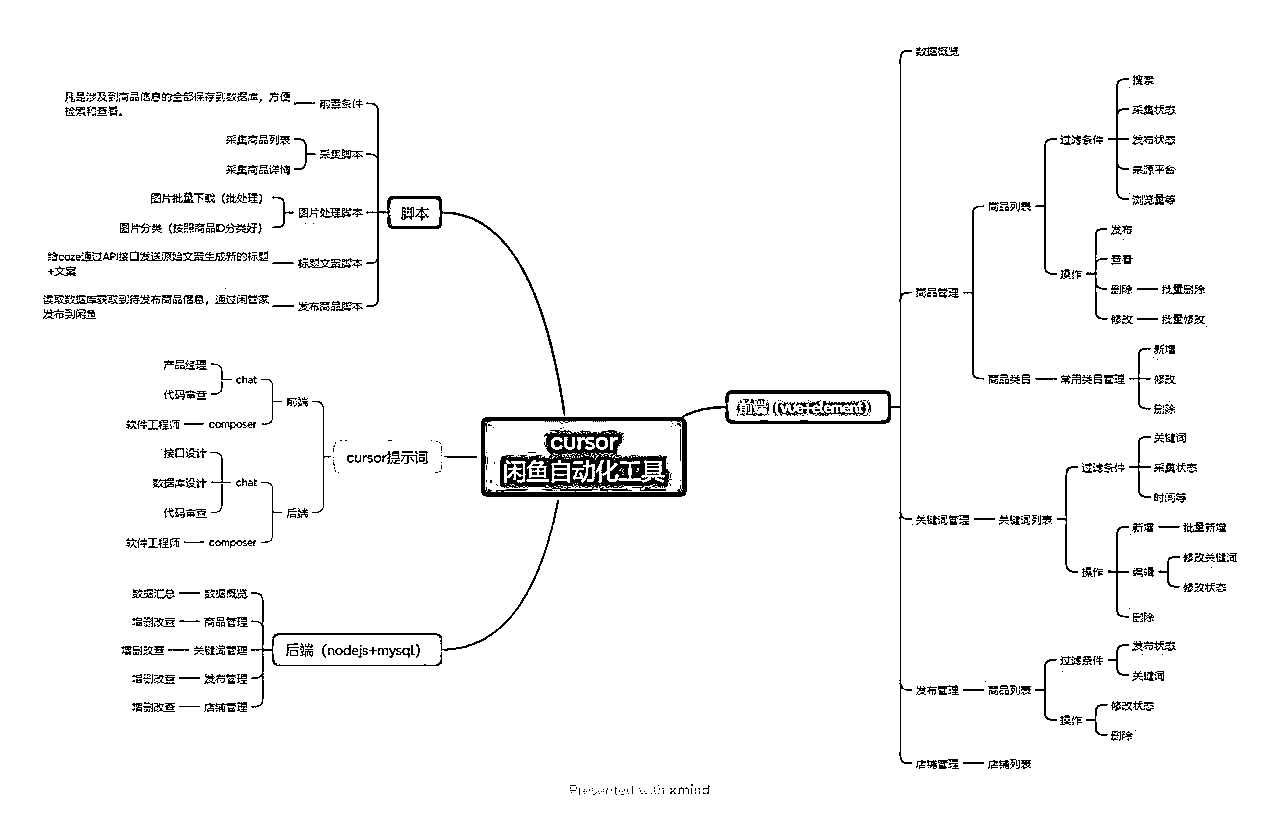 cursor
闲鱼自动化工具
脚本
前置条件
凡是涉及到商品信息的全部保存到数据库，方便
检索和查看。
采集脚本
采集商品列表
采集商品详情
图片处理脚本
图片批量下载（批处理）
图片分类（按照商品ID分类好）
标题文案脚本
给coze通过API接口发送原始文案生成新的标题
+文案
发布商品脚本
读取数据库获取到待发布商品信息，通过闲管家
发布到闲鱼
cursor提示词
前端
chat
产品经理
代码审查
composer
软件工程师
后端
chat
接口设计
数据库设计
代码审查
composer
软件工程师
后端（nodejs+mysql）
数据概览
数据汇总
商品管理
增删改查
关键词管理
增删改查
发布管理
增删改查
店铺管理
增删改查
前端（vue+element）
数据概览
商品管理
商品列表
过滤条件
搜索
采集状态
发布状态
来源平台
浏览量等
操作
发布
查看
删除
批量删除
修改
批量修改
商品类目
常用类目管理
新增
修改
删除
关键词管理
关键词列表
过滤条件
关键词
采集状态
时间等
操作
新增
批量新增
编辑
修改关键词
修改状态
删除
发布管理
商品列表
过滤条件
发布状态
关键词
操作
修改状态
删除
店铺管理
店铺列表
Presented with xmind